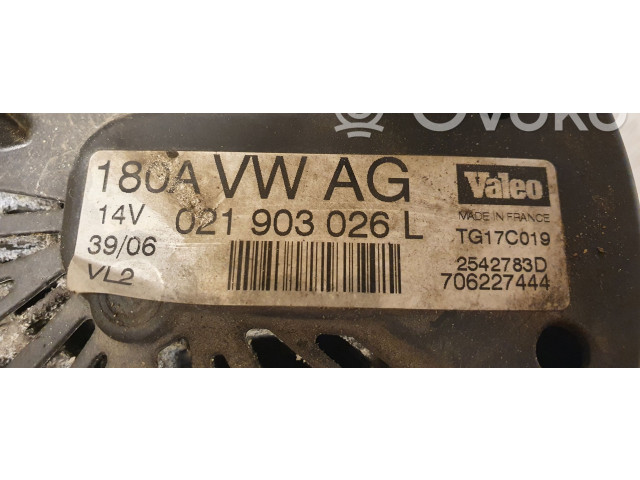 Ovoko
180A VW AG
Valeo
14V 021 903 026 L
MADE IN FRANCE
39/06
TG17C019
VL2
2542783D
706227444